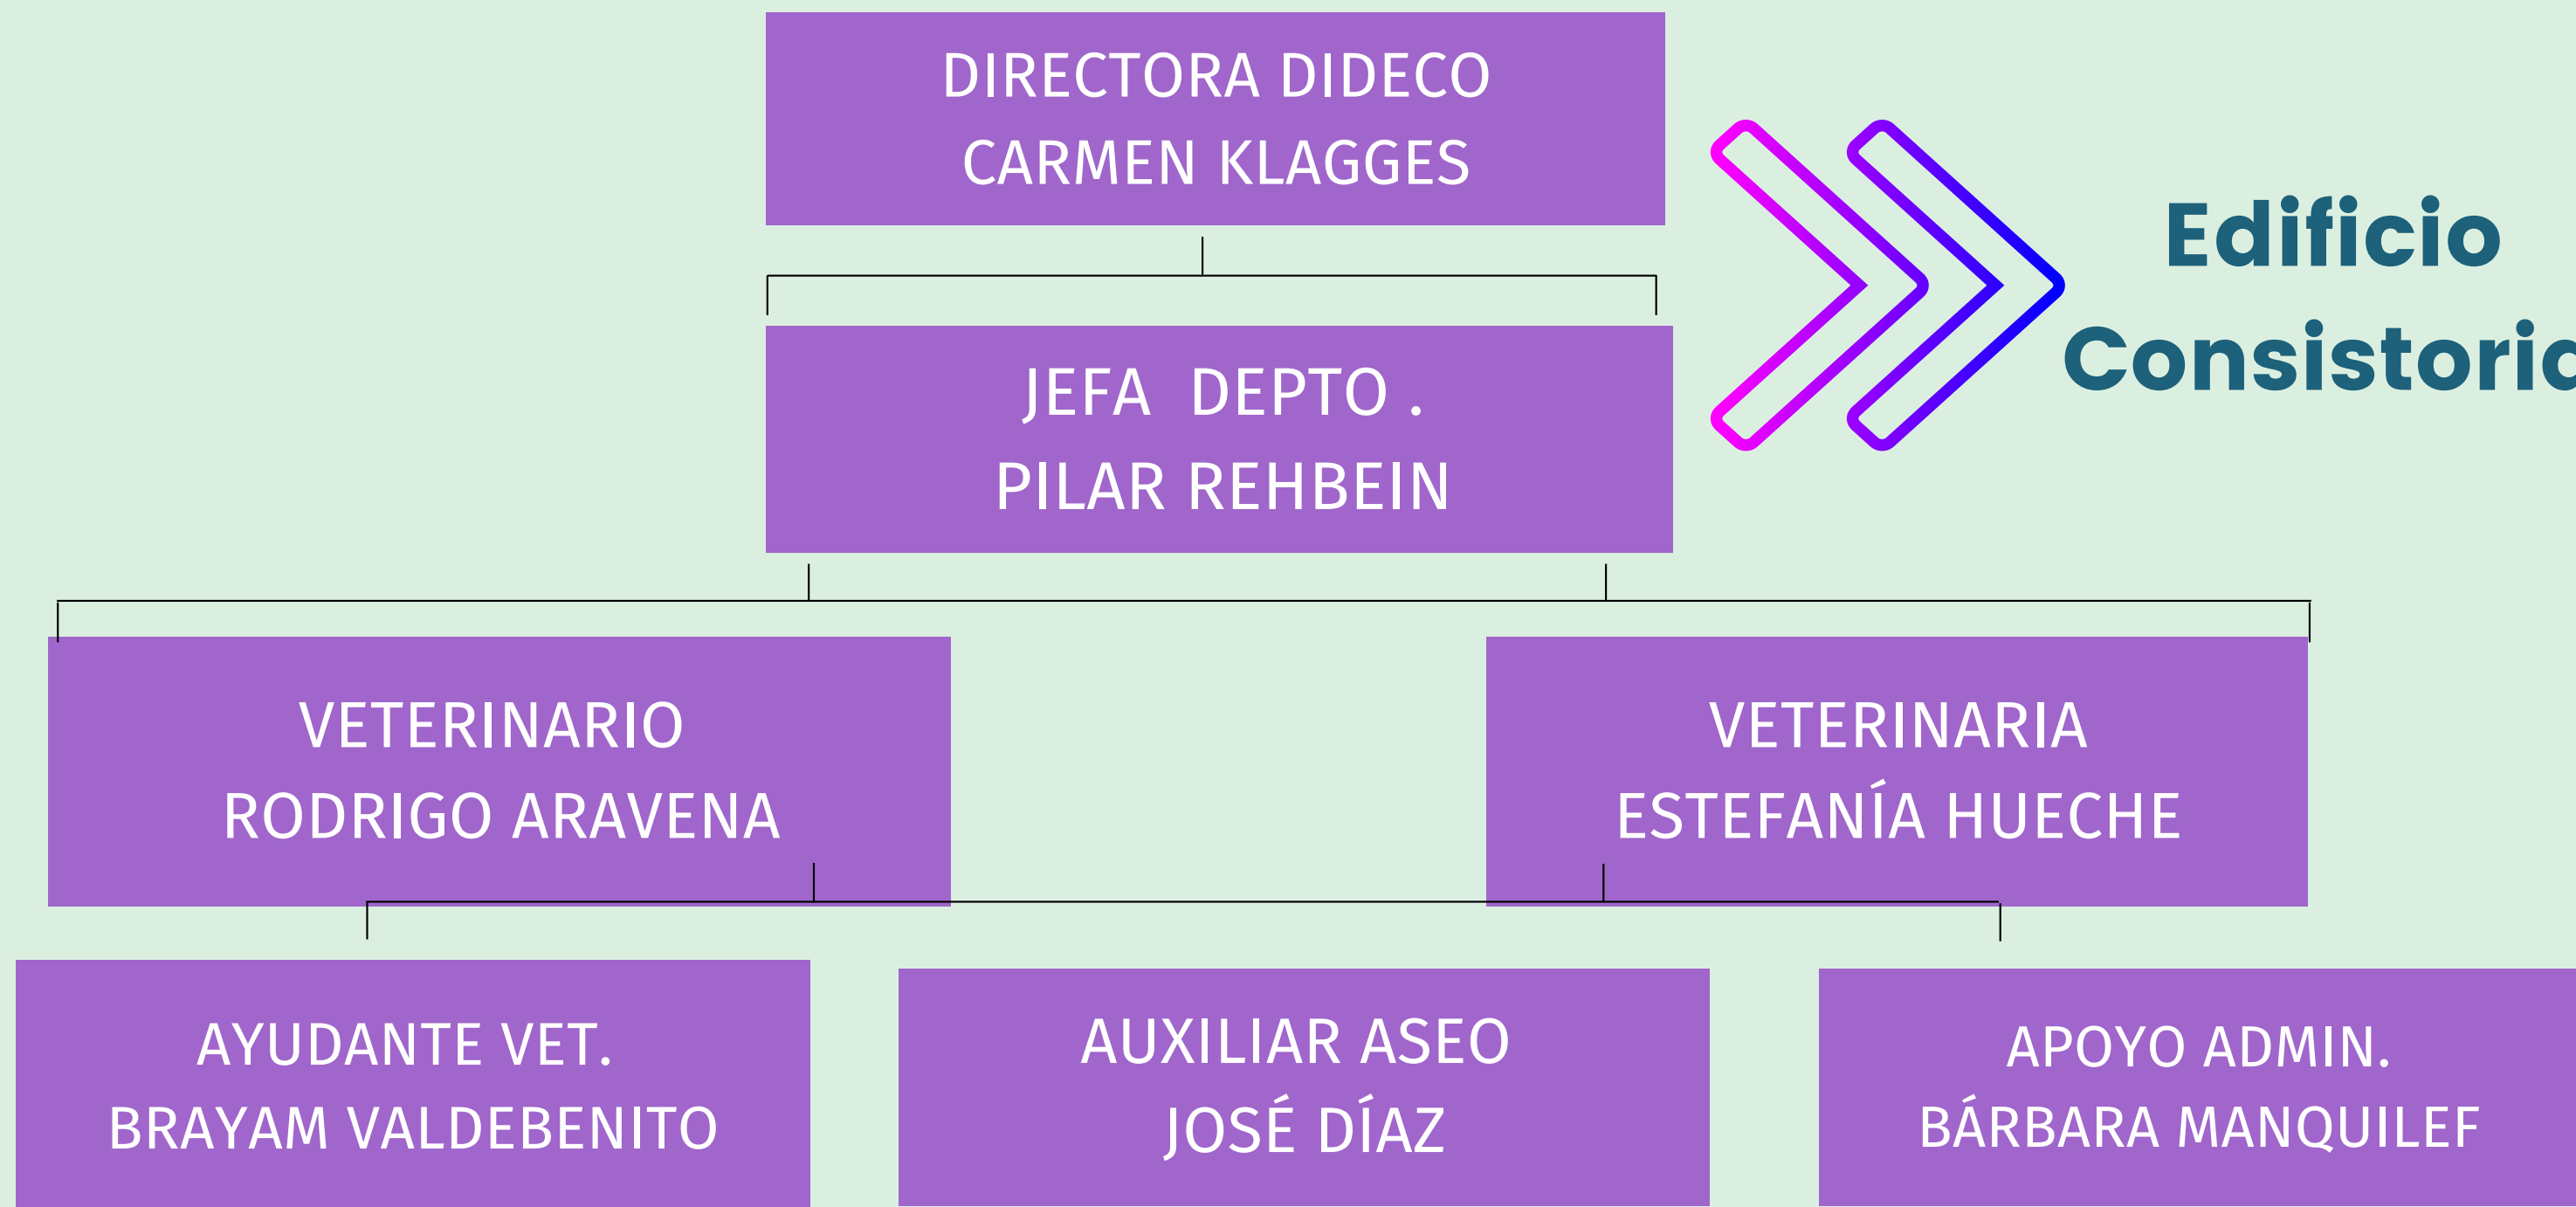 DIRECTORA DIDECO
CARMEN KLAGGES
Edificio
Consistoria
JEFA DEPTO .
PILAR REHBEIN
VETERINARIO
RODRIGO ARAVENA
VETERINARIA
ESTEFANÍA HUECHE
AYUDANTE VET.
BRAYAM VALDEBENITO
AUXILIAR ASEO
JOSÉ DÍAZ
APOYO ADMIN.
BÁRBARA MANQUILEF